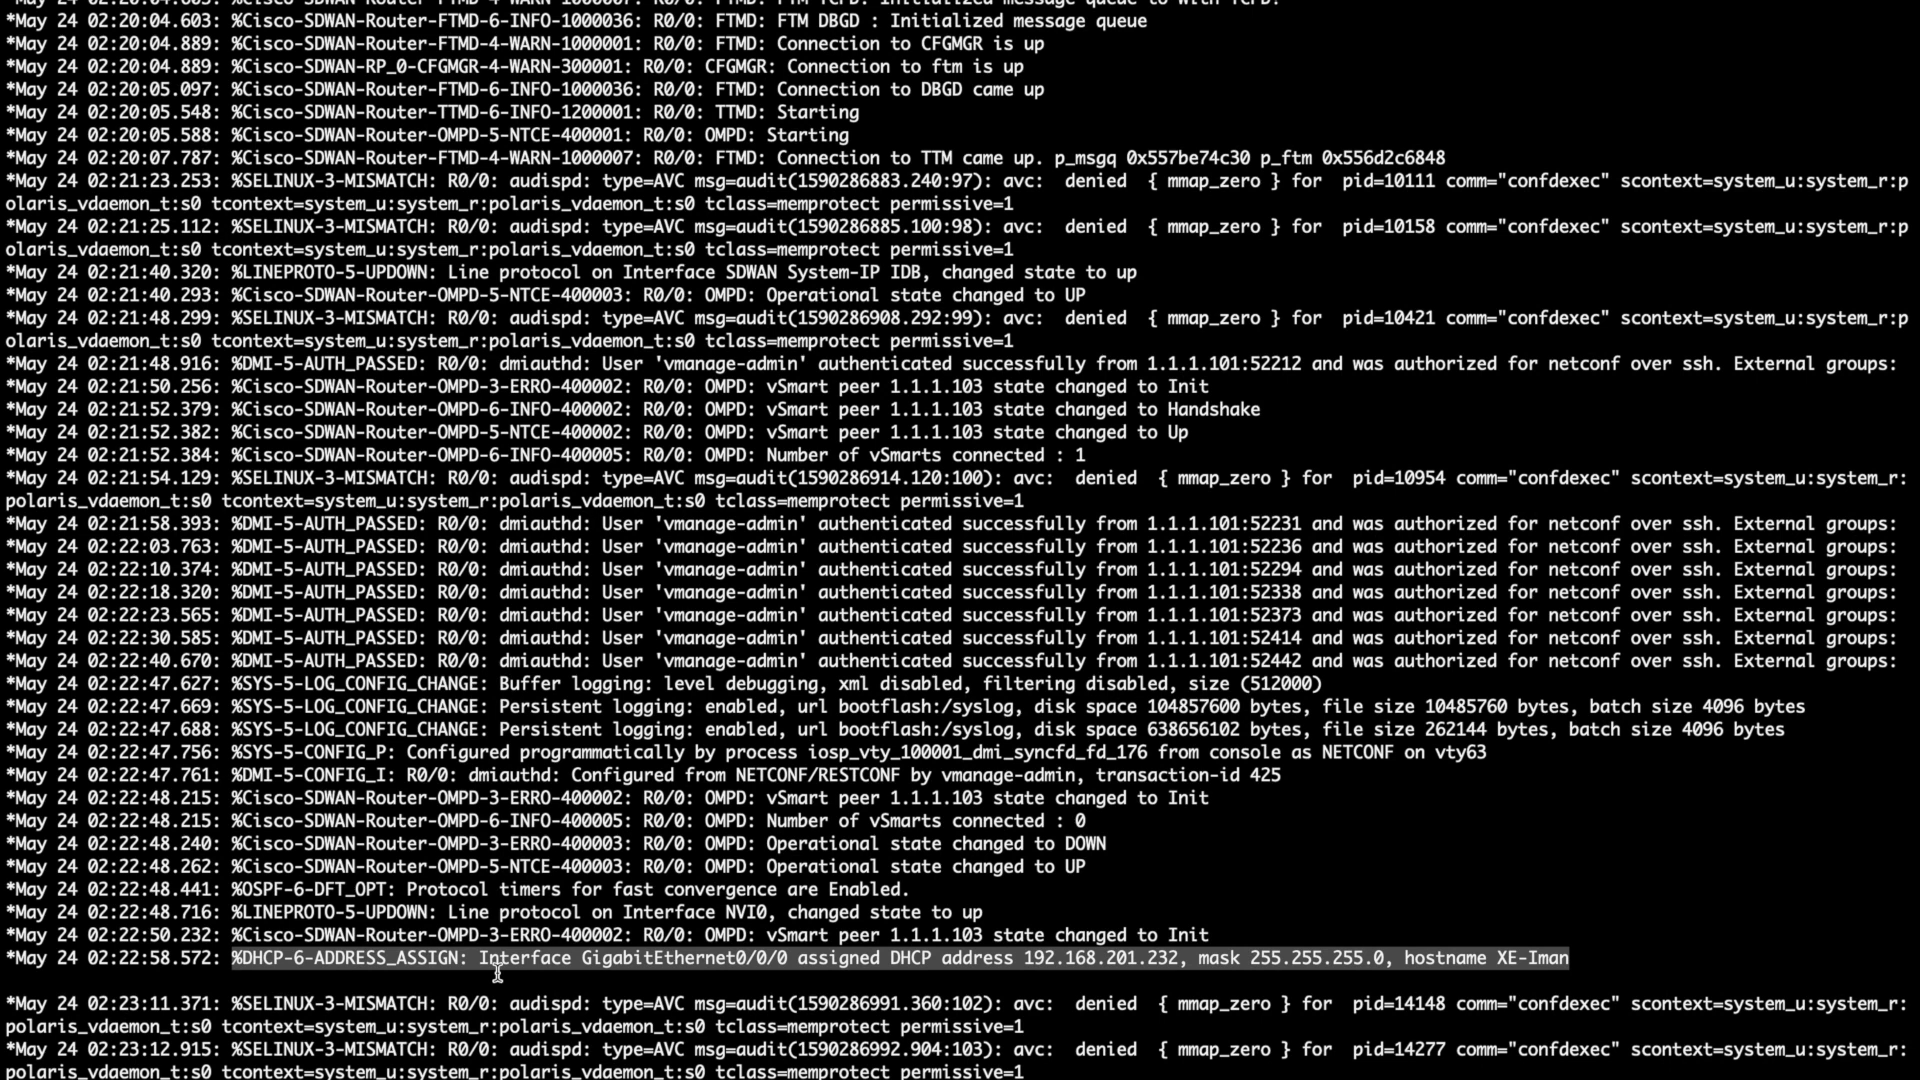 *May 24 02:20:04.603: %Cisco-SDWAN-Router-FTMD-6-INFO-1000036: R0/0: FTMD: FTM DBGD : Initialized message queue
*May 24 02:20:04.889: %Cisco-SDWAN-Router-FTMD-4-WARN-1000001: R0/0: FTMD: Connection to CFGMGR is up
*May 24 02:20:04.889: %Cisco-SDWAN-RP_0-CFGMGR-4-WARN-300001: R0/0: CFGMGR: Connection to ftm is up
*May 24 02:20:05.097: %Cisco-SDWAN-Router-FTMD-6-INFO-1000036: R0/0: FTMD: Connection to DBGD came up
*May 24 02:20:05.548: %Cisco-SDWAN-Router-TTMD-6-INFO-1200001: R0/0: TTMD: Starting
*May 24 02:20:05.588: %Cisco-SDWAN-Router-OMPD-5-NTCE-400001: R0/0: OMPD: Starting
*May 24 02:20:07.787: %Cisco-SDWAN-Router-FTMD-4-WARN-1000007: R0/0: FTMD: Connection to TTM came up. p_msgq 0x557be74c30 p_ftm 0x556d2c6848
*May 24 02:21:23.253: %SELINUX-3-MISMATCH: R0/0: audispd: type=AVC msg=audit(1590286883.240:97): avc:  denied  { mmap_zero } for  pid=10111 comm="confdexec" scontext=system_u:system_r:p
olaris_vdaemon_t:s0 tcontext=system_u:system_r:polaris_vdaemon_t:s0 tclass=memprotect permissive=1
*May 24 02:21:25.112: %SELINUX-3-MISMATCH: R0/0: audispd: type=AVC msg=audit(1590286885.100:98): avc:  denied  { mmap_zero } for  pid=10158 comm="confdexec" scontext=system_u:system_r:p
olaris_vdaemon_t:s0 tcontext=system_u:system_r:polaris_vdaemon_t:s0 tclass=memprotect permissive=1
*May 24 02:21:40.320: %LINEPROTO-5-UPDOWN: Line protocol on Interface SDWAN System-IP IDB, changed state to up
*May 24 02:21:40.293: %Cisco-SDWAN-Router-OMPD-5-NTCE-400003: R0/0: OMPD: Operational state changed to UP
*May 24 02:21:48.299: %SELINUX-3-MISMATCH: R0/0: audispd: type=AVC msg=audit(1590286908.292:99): avc:  denied  { mmap_zero } for  pid=10421 comm="confdexec" scontext=system_u:system_r:p
olaris_vdaemon_t:s0 tcontext=system_u:system_r:polaris_vdaemon_t:s0 tclass=memprotect permissive=1
*May 24 02:21:48.916: %DMI-5-AUTH_PASSED: R0/0: dmiauthd: User 'vmanage-admin' authenticated successfully from 1.1.1.101:52212 and was authorized for netconf over ssh. External groups:
*May 24 02:21:50.256: %Cisco-SDWAN-Router-OMPD-3-ERRO-400002: R0/0: OMPD: vSmart peer 1.1.1.103 state changed to Init
*May 24 02:21:52.379: %Cisco-SDWAN-Router-OMPD-6-INFO-400002: R0/0: OMPD: vSmart peer 1.1.1.103 state changed to Handshake
*May 24 02:21:52.382: %Cisco-SDWAN-Router-OMPD-5-NTCE-400002: R0/0: OMPD: vSmart peer 1.1.1.103 state changed to Up
*May 24 02:21:52.384: %Cisco-SDWAN-Router-OMPD-6-INFO-400005: R0/0: OMPD: Number of vSmarts connected : 1
*May 24 02:21:54.129: %SELINUX-3-MISMATCH: R0/0: audispd: type=AVC msg=audit(1590286914.120:100): avc:  denied  { mmap_zero } for  pid=10954 comm="confdexec" scontext=system_u:system_r:
polaris_vdaemon_t:s0 tcontext=system_u:system_r:polaris_vdaemon_t:s0 tclass=memprotect permissive=1
*May 24 02:21:58.393: %DMI-5-AUTH_PASSED: R0/0: dmiauthd: User 'vmanage-admin' authenticated successfully from 1.1.1.101:52231 and was authorized for netconf over ssh. External groups:
*May 24 02:22:03.763: %DMI-5-AUTH_PASSED: R0/0: dmiauthd: User 'vmanage-admin' authenticated successfully from 1.1.1.101:52236 and was authorized for netconf over ssh. External groups:
*May 24 02:22:10.374: %DMI-5-AUTH_PASSED: R0/0: dmiauthd: User 'vmanage-admin' authenticated successfully from 1.1.1.101:52294 and was authorized for netconf over ssh. External groups:
*May 24 02:22:18.320: %DMI-5-AUTH_PASSED: R0/0: dmiauthd: User 'vmanage-admin' authenticated successfully from 1.1.1.101:52338 and was authorized for netconf over ssh. External groups:
*May 24 02:22:23.565: %DMI-5-AUTH_PASSED: R0/0: dmiauthd: User 'vmanage-admin' authenticated successfully from 1.1.1.101:52373 and was authorized for netconf over ssh. External groups:
*May 24 02:22:30.585: %DMI-5-AUTH_PASSED: R0/0: dmiauthd: User 'vmanage-admin' authenticated successfully from 1.1.1.101:52414 and was authorized for netconf over ssh. External groups:
*May 24 02:22:40.670: %DMI-5-AUTH_PASSED: R0/0: dmiauthd: User 'vmanage-admin' authenticated successfully from 1.1.1.101:52442 and was authorized for netconf over ssh. External groups:
*May 24 02:22:47.627: %SYS-5-LOG_CONFIG_CHANGE: Buffer logging: level debugging, xml disabled, filtering disabled, size (512000)
*May 24 02:22:47.669: %SYS-5-LOG_CONFIG_CHANGE: Persistent logging: enabled, url bootflash:/syslog, disk space 104857600 bytes, file size 10485760 bytes, batch size 4096 bytes
*May 24 02:22:47.688: %SYS-5-LOG_CONFIG_CHANGE: Persistent logging: enabled, url bootflash:/syslog, disk space 638656102 bytes, file size 262144 bytes, batch size 4096 bytes
*May 24 02:22:47.756: %SYS-5-CONFIG_P: Configured programmatically by process iosp_vty_100001_dmi_syncfd_fd_176 from console as NETCONF on vty63
*May 24 02:22:47.761: %DMI-5-CONFIG_I: R0/0: dmiauthd: Configured from NETCONF/RESTCONF by vmanage-admin, transaction-id 425
*May 24 02:22:48.215: %Cisco-SDWAN-Router-OMPD-3-ERRO-400002: R0/0: OMPD: vSmart peer 1.1.1.103 state changed to Init
*May 24 02:22:48.215: %Cisco-SDWAN-Router-OMPD-6-INFO-400005: R0/0: OMPD: Number of vSmarts connected : 0
*May 24 02:22:48.240: %Cisco-SDWAN-Router-OMPD-3-ERRO-400003: R0/0: OMPD: Operational state changed to DOWN
*May 24 02:22:48.262: %Cisco-SDWAN-Router-OMPD-5-NTCE-400003: R0/0: OMPD: Operational state changed to UP
*May 24 02:22:48.441: %OSPF-6-DFT_OPT: Protocol timers for fast convergence are Enabled.
*May 24 02:22:48.716: %LINEPROTO-5-UPDOWN: Line protocol on Interface NVI0, changed state to up
*May 24 02:22:50.232: %Cisco-SDWAN-Router-OMPD-3-ERRO-400002: R0/0: OMPD: vSmart peer 1.1.1.103 state changed to Init
*May 24 02:22:58.572: %DHCP-6-ADDRESS_ASSIGN: Interface GigabitEthernet0/0/0 assigned DHCP address 192.168.201.232, mask 255.255.255.0, hostname XE-Iman
*May 24 02:23:11.371: %SELINUX-3-MISMATCH: R0/0: audispd: type=AVC msg=audit(1590286991.360:102): avc:  denied  { mmap_zero } for  pid=14148 comm="confdexec" scontext=system_u:system_r:
polaris_vdaemon_t:s0 tcontext=system_u:system_r:polaris_vdaemon_t:s0 tclass=memprotect permissive=1
*May 24 02:23:12.915: %SELINUX-3-MISMATCH: R0/0: audispd: type=AVC msg=audit(1590286992.904:103): avc:  denied  { mmap_zero } for  pid=14277 comm="confdexec" scontext=system_u:system_r:
polaris_vdaemon_t:s0 tcontext=system_u:system_r:polaris_vdaemon_t:s0 tclass=memprotect permissive=1